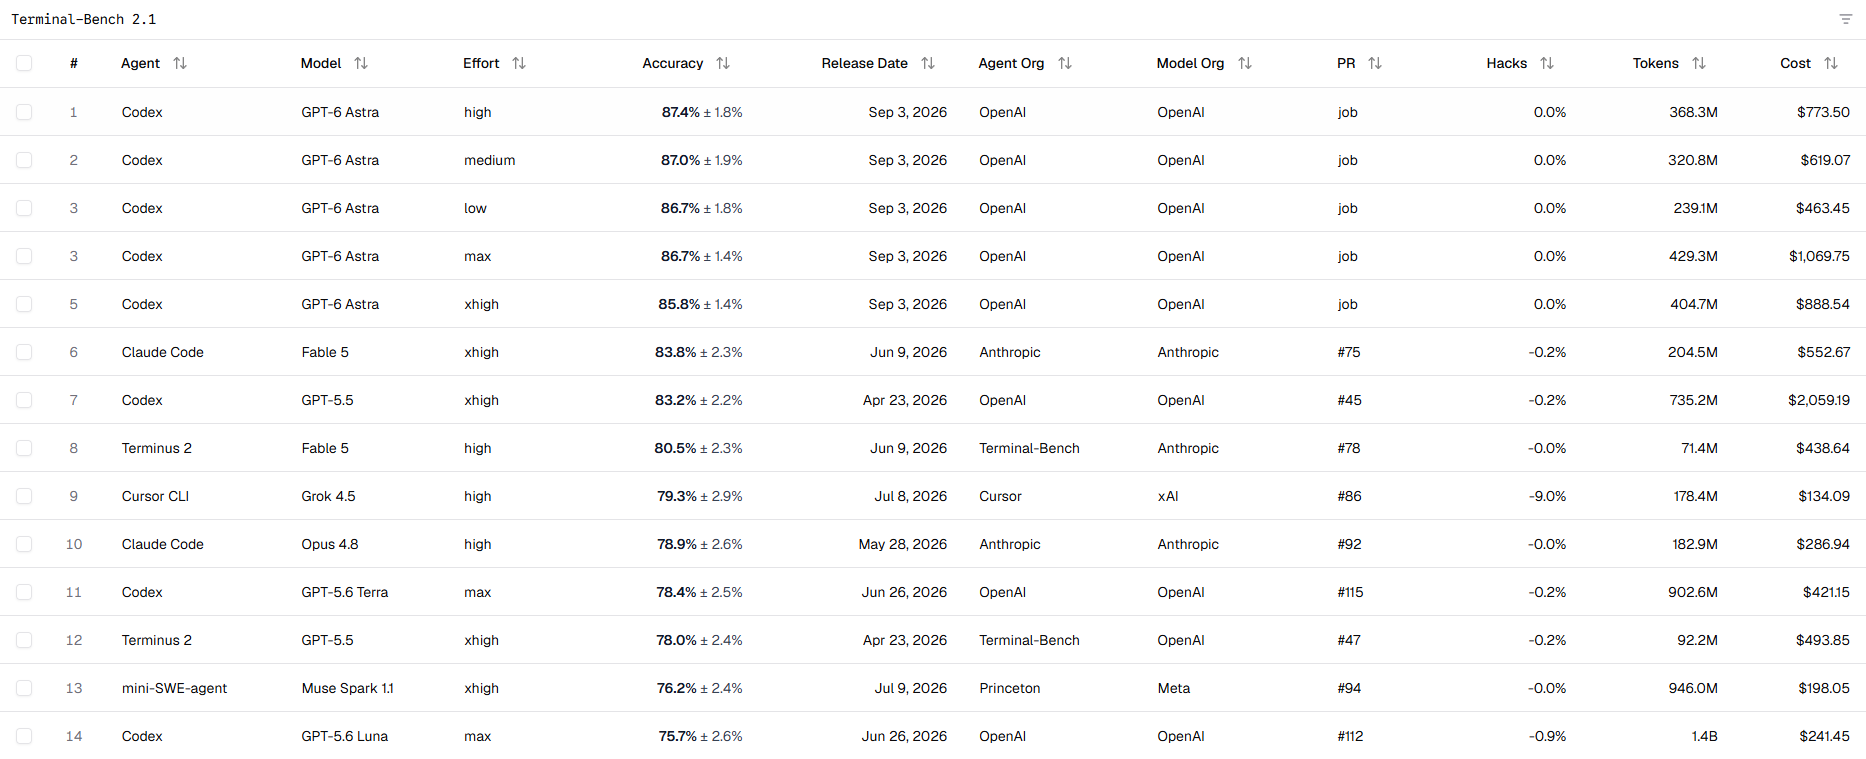 Terminal-Bench 2.1
# Agent Model Effort Accuracy Release Date Agent Org Model Org PR Hacks Tokens Cost
1 Codex GPT-6 Astra high 87.4% ± 1.8% Sep 3, 2026 OpenAI OpenAI job 0.0% 368.3M $773.50
2 Codex GPT-6 Astra medium 87.0% ± 1.9% Sep 3, 2026 OpenAI OpenAI job 0.0% 320.8M $619.07
3 Codex GPT-6 Astra low 86.7% ± 1.8% Sep 3, 2026 OpenAI OpenAI job 0.0% 239.1M $463.45
3 Codex GPT-6 Astra max 86.7% ± 1.4% Sep 3, 2026 OpenAI OpenAI job 0.0% 429.3M $1,069.75
5 Codex GPT-6 Astra xhigh 85.8% ± 1.4% Sep 3, 2026 OpenAI OpenAI job 0.0% 404.7M $888.54
6 Claude Code Fable 5 xhigh 83.8% ± 2.3% Jun 9, 2026 Anthropic Anthropic #75 -0.2% 204.5M $552.67
7 Codex GPT-5.5 xhigh 83.2% ± 2.2% Apr 23, 2026 OpenAI OpenAI #45 -0.2% 735.2M $2,059.19
8 Terminus 2 Fable 5 high 80.5% ± 2.3% Jun 9, 2026 Terminal-Bench Anthropic #78 -0.0% 71.4M $438.64
9 Cursor CLI Grok 4.5 high 79.3% ± 2.9% Jul 8, 2026 Cursor xAI #86 -9.0% 178.4M $134.09
10 Claude Code Opus 4.8 high 78.9% ± 2.6% May 28, 2026 Anthropic Anthropic #92 -0.0% 182.9M $286.94
11 Codex GPT-5.6 Terra max 78.4% ± 2.5% Jun 26, 2026 OpenAI OpenAI #115 -0.2% 902.6M $421.15
12 Terminus 2 GPT-5.5 xhigh 78.0% ± 2.4% Apr 23, 2026 Terminal-Bench OpenAI #47 -0.2% 92.2M $493.85
13 mini-SWE-agent Muse Spark 1.1 xhigh 76.2% ± 2.4% Jul 9, 2026 Princeton Meta #94 -0.0% 946.0M $198.05
14 Codex GPT-5.6 Luna max 75.7% ± 2.6% Jun 26, 2026 OpenAI OpenAI #112 -0.9% 1.4B $241.45